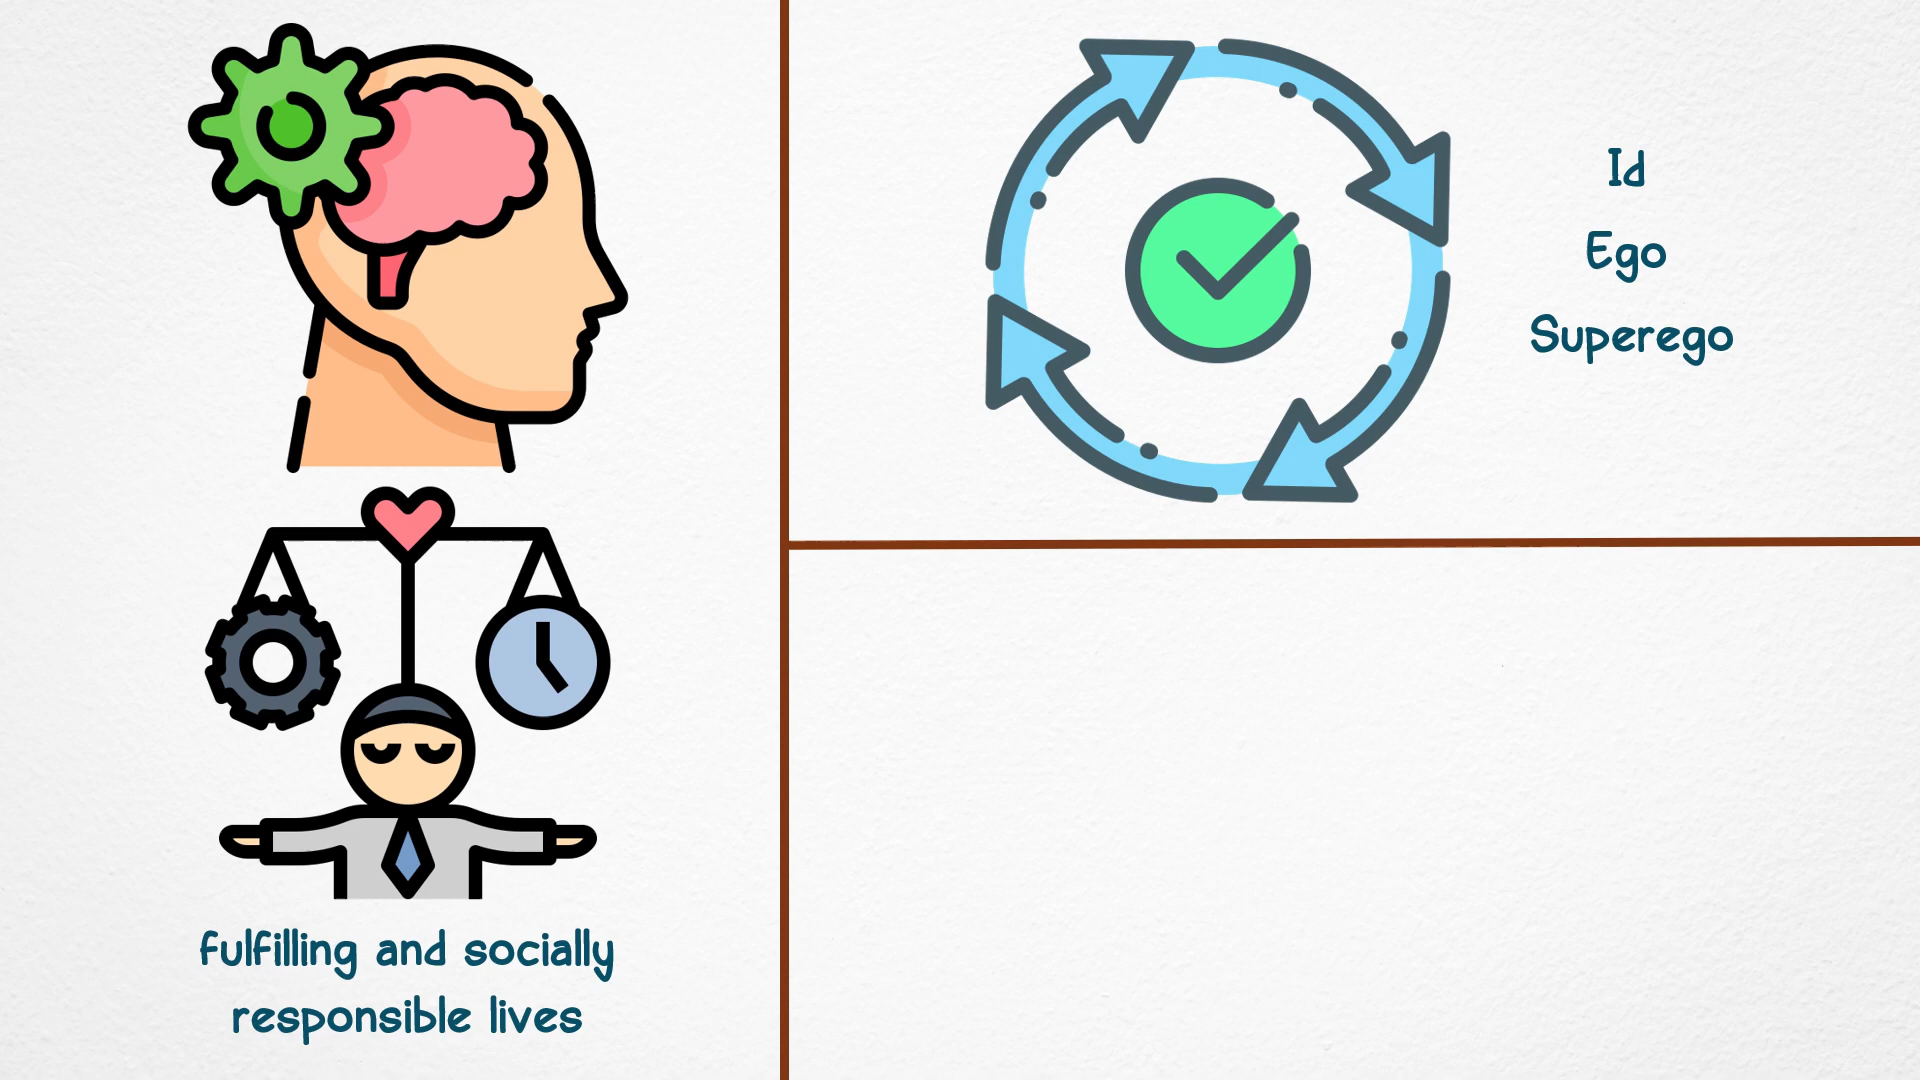 fulfilling and socially
responsible lives
Id
Ego
Superego